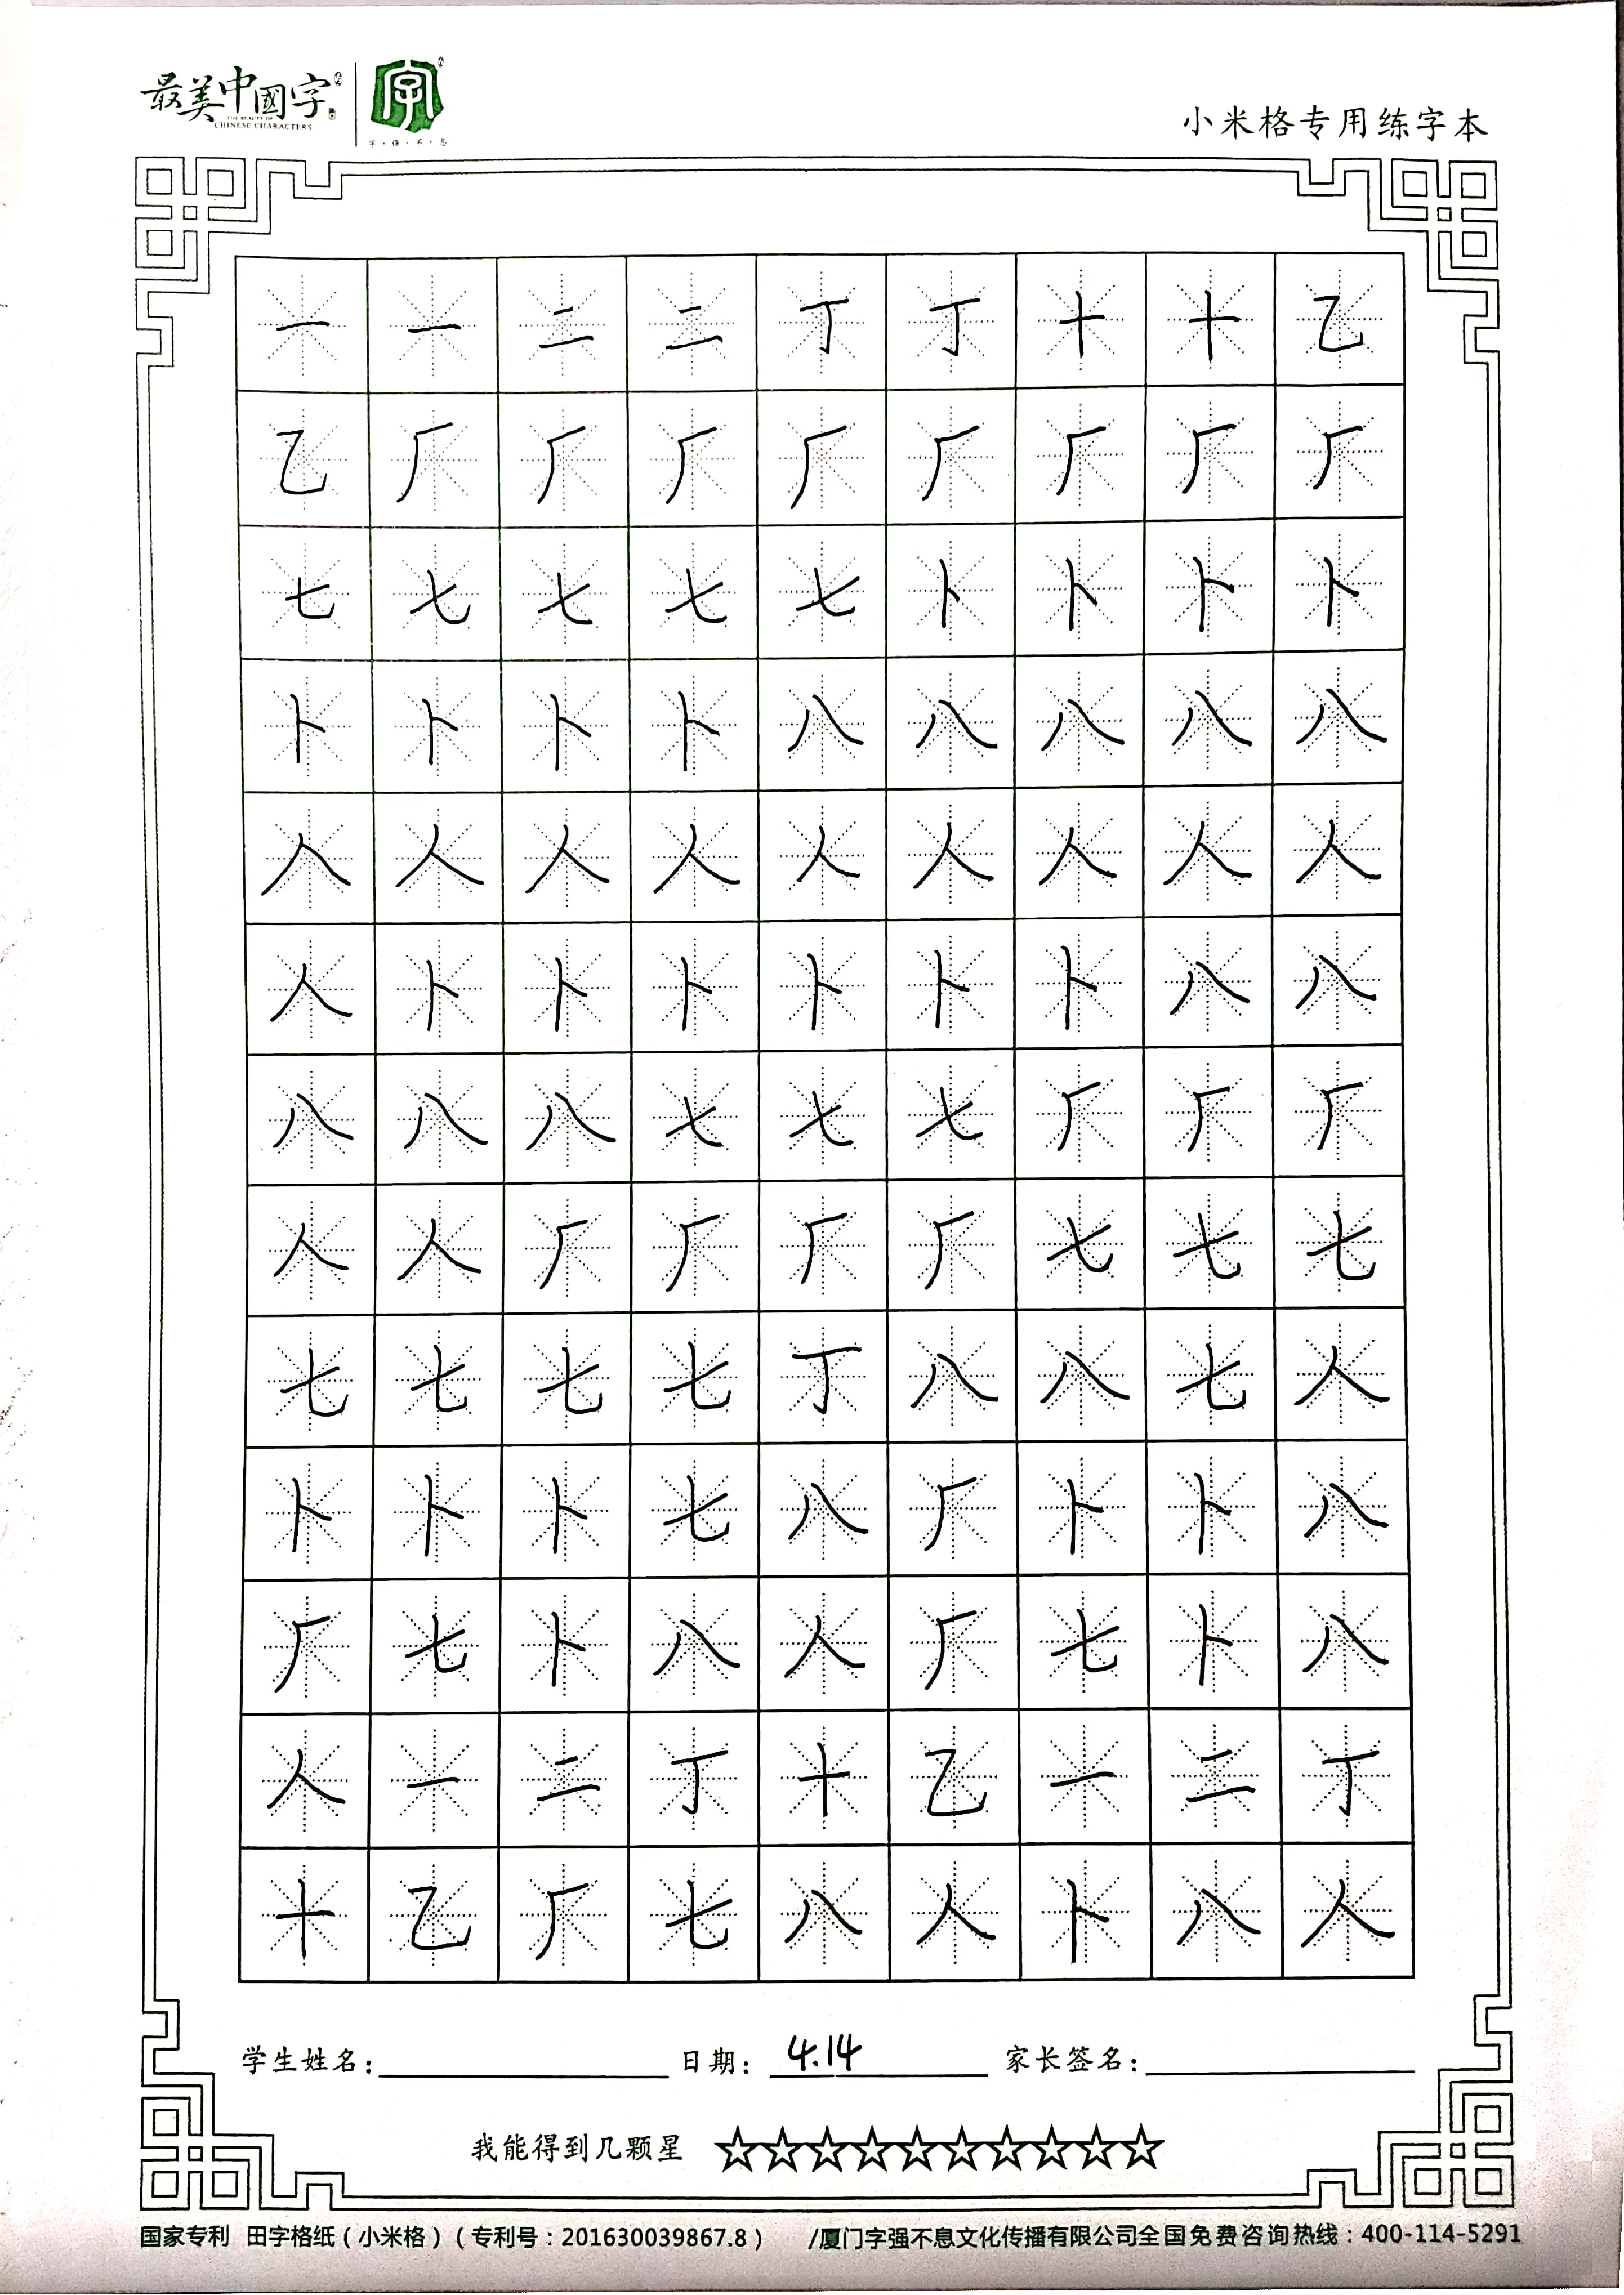 最美中國字
THE BEAUTY OF
CHINESE CHARACTERS
字
字·强·不·息
小米格专用练字本
一 一 二 二 丁 丁 十 十 乙
乙 厂 厂 厂 厂 厂 厂 厂 厂
七 七 七 七 七 卜 卜 卜 卜
卜 卜 卜 卜 八 八 八 八 八
人 人 人 人 人 人 人 人 人
人 卜 卜 卜 卜 卜 卜 八 八
八 八 八 七 七 七 厂 厂 厂
人 人 厂 厂 厂 厂 七 七 七
七 七 七 七 丁 八 八 七 人
卜 卜 卜 七 八 厂 卜 卜 八
厂 七 卜 八 人 厂 七 卜 八
人 一 二 丁 十 乙 一 二 丁
十 乙 厂 七 八 人 卜 八 人
学生姓名： 日期：4.14 家长签名：
我能得到几颗星 ☆☆☆☆☆☆☆☆☆☆
国家专利 田字格纸（小米格）（专利号：201630039867.8） /厦门字强不息文化传播有限公司全国免费咨询热线：400-114-5291